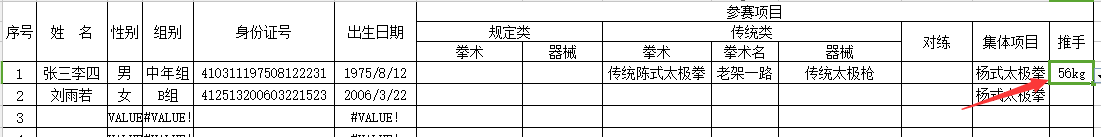 参赛项目
序号 姓 名 性别 组别 身份证号 出生日期 规定类 传统类 对练 集体项目 推手
拳术 器械 拳术 拳术名 器械
1 张三李四 男 中年组 410311197508122231 1975/8/12 传统陈式太极拳 老架一路 传统太极枪 杨式太极拳 56kg
2 刘雨若 女 B组 412513200603221523 2006/3/22 杨式太极拳
3 VALUE #VALUE! #VALUE!
4